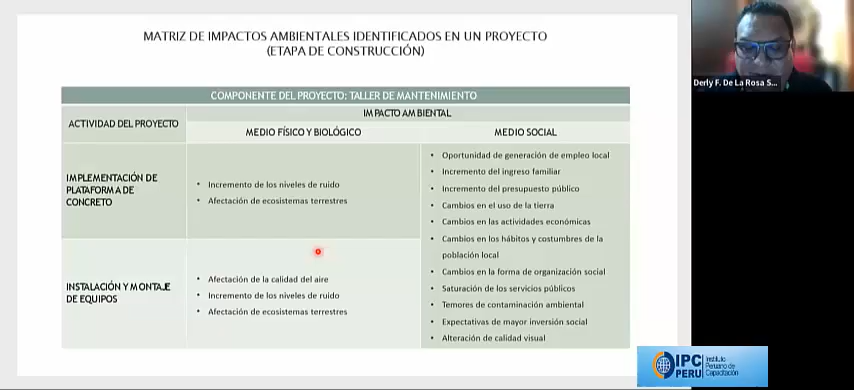 MATRIZ DE IMPACTOS AMBIENTALES IDENTIFICADOS EN UN PROYECTO
(ETAPA DE CONSTRUCCIÓN)
COMPONENTE DEL PROYECTO: TALLER DE MANTENIMIENTO
ACTIVIDAD DEL PROYECTO
IMPACTO AMBIENTAL
MEDIO FÍSICO Y BIOLÓGICO
MEDIO SOCIAL
IMPLEMENTACIÓN DE
PLATAFORMA DE
CONCRETO
• Incremento de los niveles de ruido
• Afectación de ecosistemas terrestres
INSTALACIÓN Y MONTAJE
DE EQUIPOS
• Afectación de la calidad del aire
• Incremento de los niveles de ruido
• Afectación de ecosistemas terrestres
• Oportunidad de generación de empleo local
• Incremento del ingreso familiar
• Incremento del presupuesto público
• Cambios en el uso de la tierra
• Cambios en las actividades económicas
• Cambios en los hábitos y costumbres de la
población local
• Cambios en la forma de organización social
• Saturación de los servicios públicos
• Temores de contaminación ambiental
• Expectativas de mayor inversión social
• Alteración de calidad visual
Derly F. De La Rosa S...
IPC
PERU
Instituto
Peruano de
Capacitación